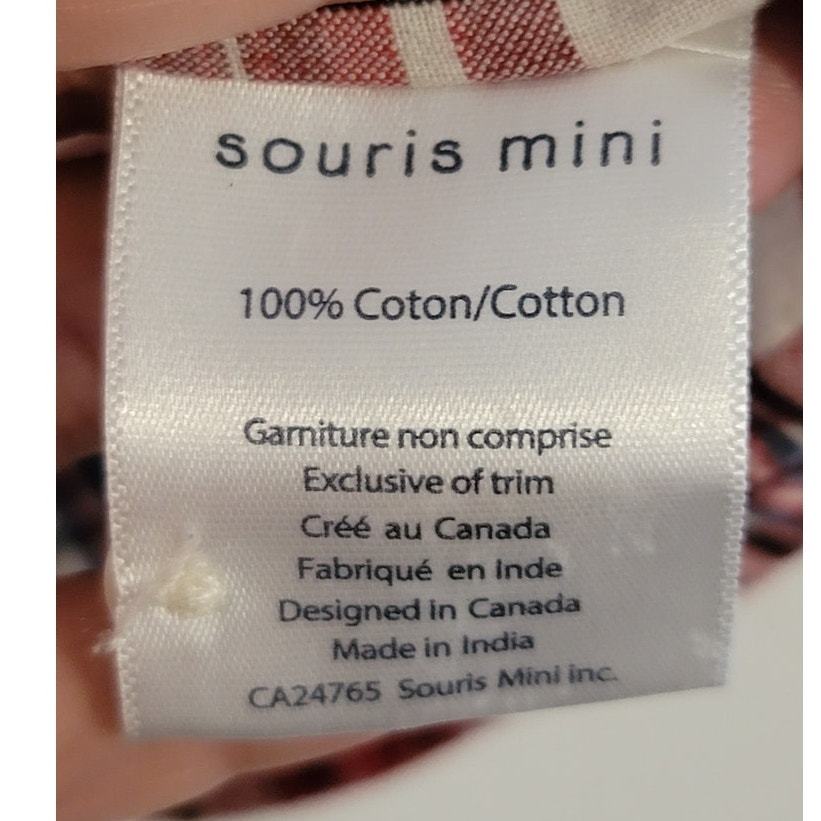 souris mini
100% Coton/Cotton
Garniture non comprise
Exclusive of trim
Créé au Canada
Fabriqué en Inde
Designed in Canada
Made in India
CA24765 Souris Mini inc.